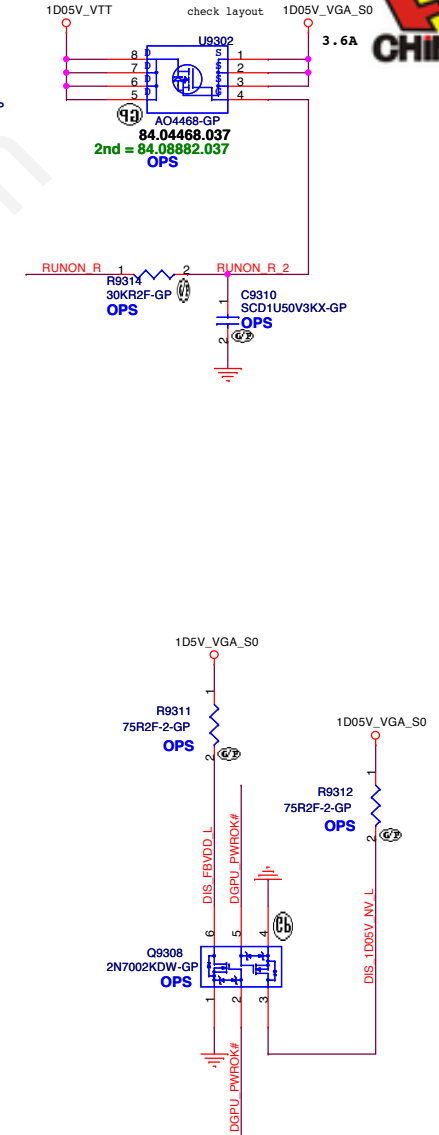 1D05V_VTT
check layout
1D05V_VGA_S0
U9302
3.6A
8 D S 1
7 D S 2
6 D S 3
5 D G 4
AO4468-GP
84.04468.037
2nd = 84.08882.037
OPS
RUNON_R
1
2
RUNON_R_2
R9314
30KR2F-GP
OPS
1
C9310
SCD1U50V3KX-GP
OPS
2
G/P
1D5V_VGA_S0
1
R9311
75R2F-2-GP
OPS
2
G/P
1D05V_VGA_S0
1
R9312
75R2F-2-GP
OPS
2
G/P
DIS_FBVDD_L
DGPU_PWROK#
DIS_1D05V_NV_L
6
5
4
Q9308
2N7002KDW-GP
OPS
1
2
3
DGPU_PWROK#